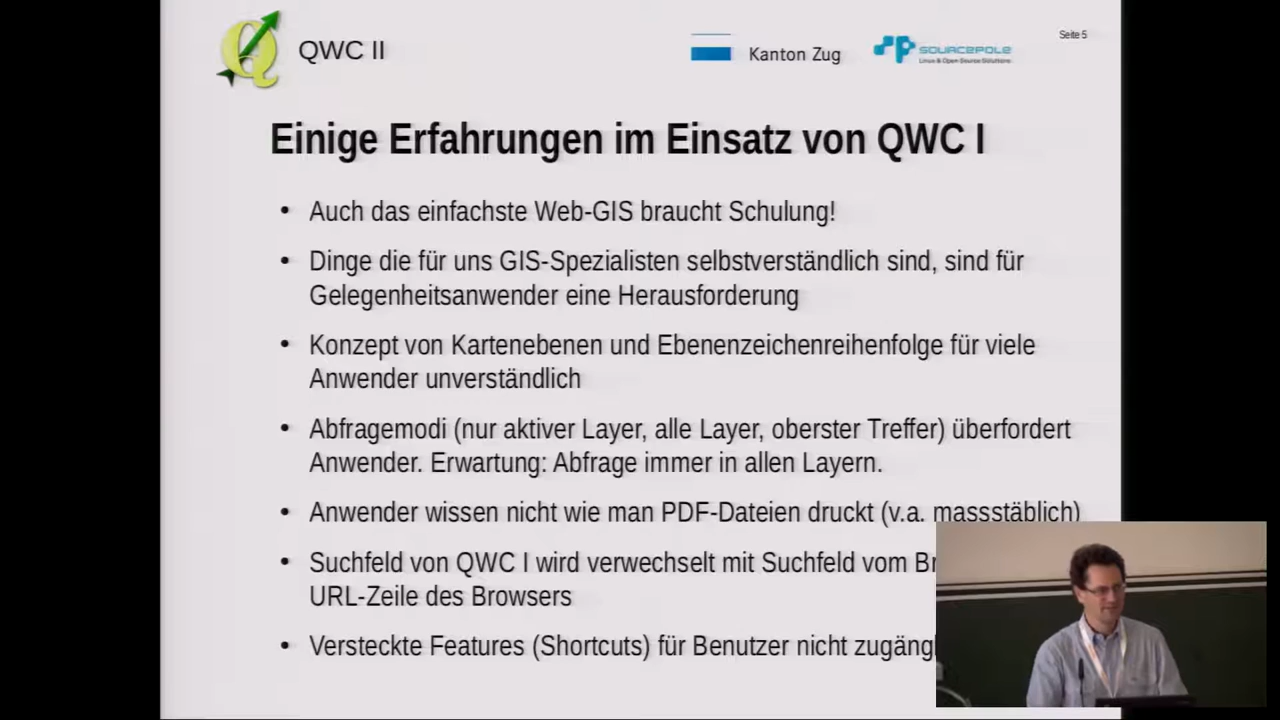 QWC II
Kanton Zug
SOURCEPOLE
Linux & Open Source Solutions
Seite 5
Einige Erfahrungen im Einsatz von QWC I
• Auch das einfachste Web-GIS braucht Schulung!
• Dinge die für uns GIS-Spezialisten selbstverständlich sind, sind für
Gelegenheitsanwender eine Herausforderung
• Konzept von Kartenebenen und Ebenenzeichenreihenfolge für viele
Anwender unverständlich
• Abfragemodi (nur aktiver Layer, alle Layer, oberster Treffer) überfordert
Anwender. Erwartung: Abfrage immer in allen Layern.
• Anwender wissen nicht wie man PDF-Dateien druckt (v.a. massstäblich)
• Suchfeld von QWC I wird verwechselt mit Suchfeld vom
URL-Zeile des Browsers
• Versteckte Features (Shortcuts) für Benutzer nicht